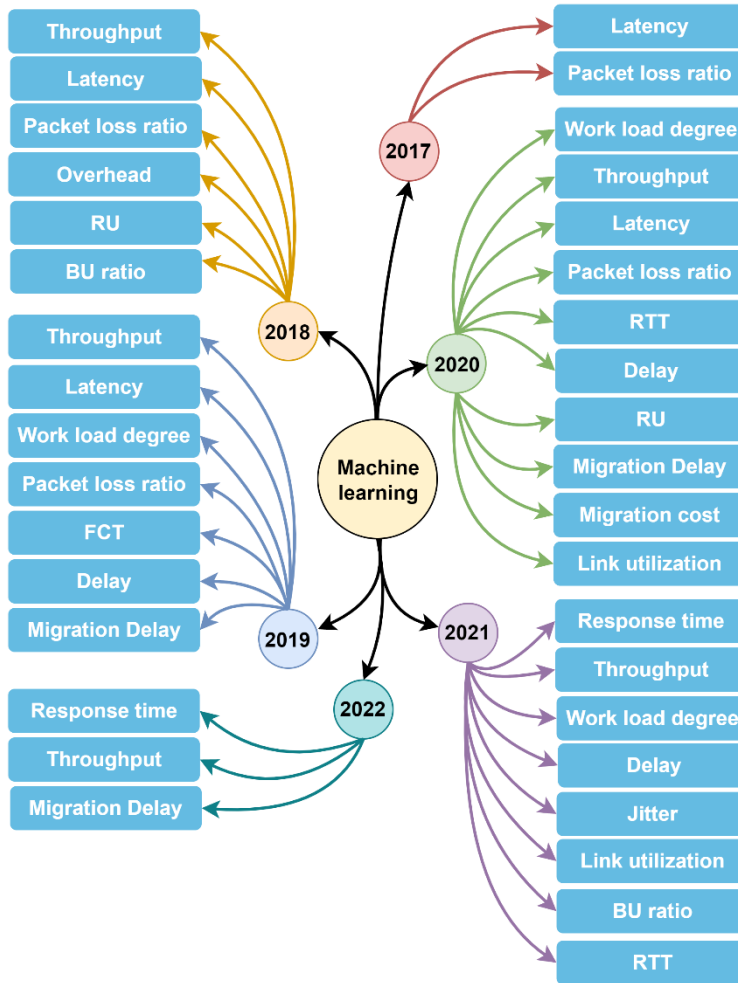 Throughput
Latency
Packet loss ratio
Overhead
RU
BU ratio
2018
2017
Latency
Packet loss ratio
Work load degree
Throughput
Latency
Packet loss ratio
RTT
Delay
RU
Migration Delay
Migration cost
Link utilization
2020
Machine
learning
Throughput
Latency
Work load degree
Packet loss ratio
FCT
Delay
Migration Delay
2019
2022
Response time
Throughput
Migration Delay
2021
Response time
Throughput
Work load degree
Delay
Jitter
Link utilization
BU ratio
RTT